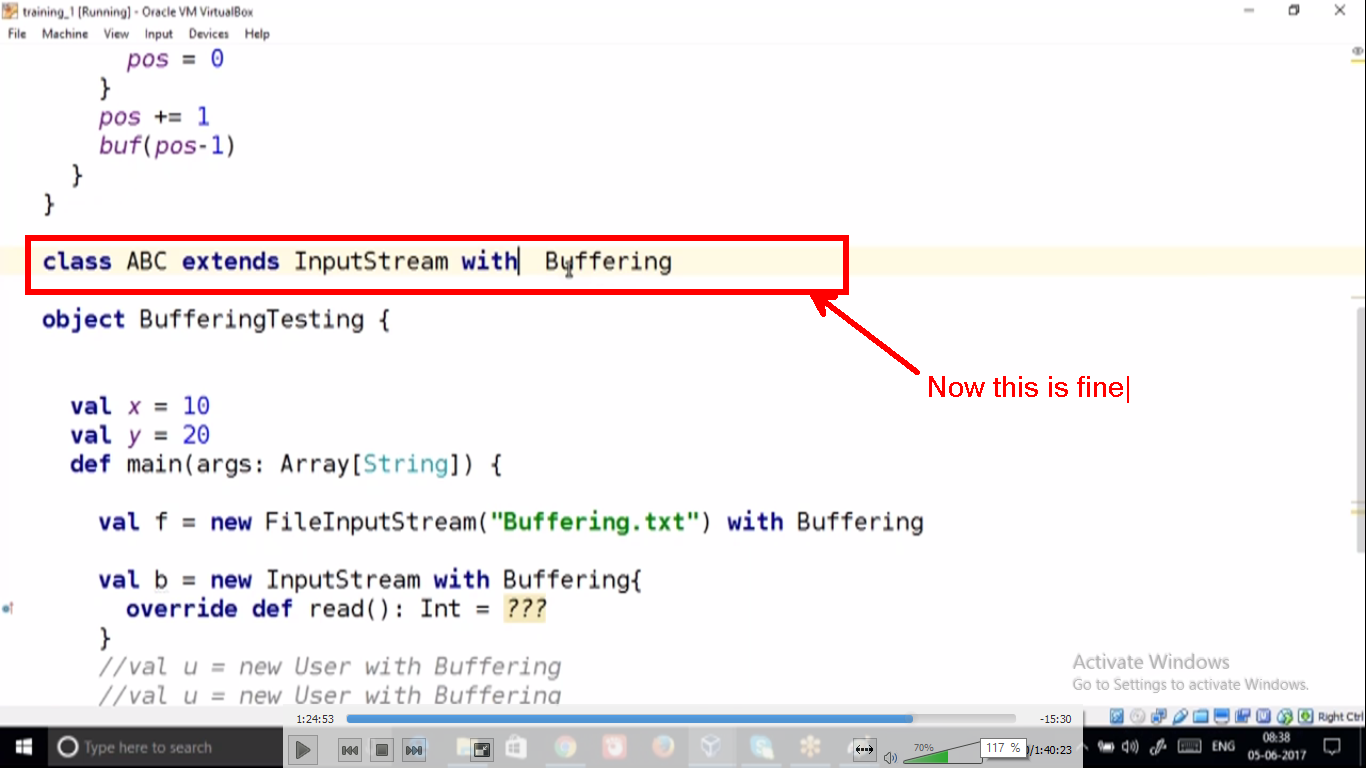 training_1 [Running] - Oracle VM VirtualBox
File Machine View Input Devices Help
pos = 0
}
pos += 1
buf(pos-1)
}
}
class ABC extends InputStream with Buffering
object BufferingTesting {
Now this is fine
val x = 10
val y = 20
def main(args: Array[String]) {
val f = new FileInputStream("Buffering.txt") with Buffering
val b = new InputStream with Buffering{
override def read(): Int = ???
}
//val u = new User with Buffering
//val u = new User with Buffering
Activate Windows
Go to Settings to activate Windows.
1:24:53 -15:30
Right Ctrl
Type here to search
70% 117 % /1:40:23
ENG
08:38
05-06-2017